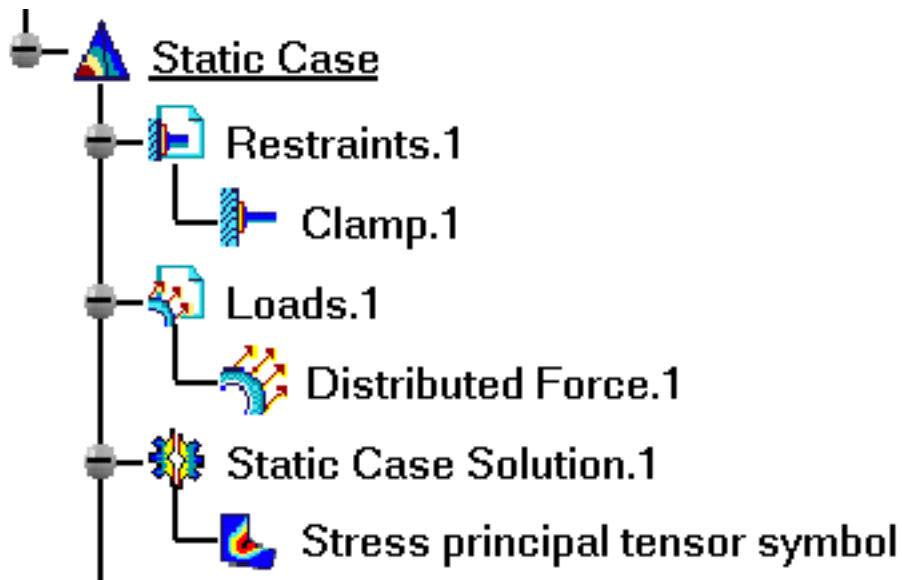 Static Case
Restraints.1
Clamp.1
Loads.1
Distributed Force.1
Static Case Solution.1
Stress principal tensor symbol